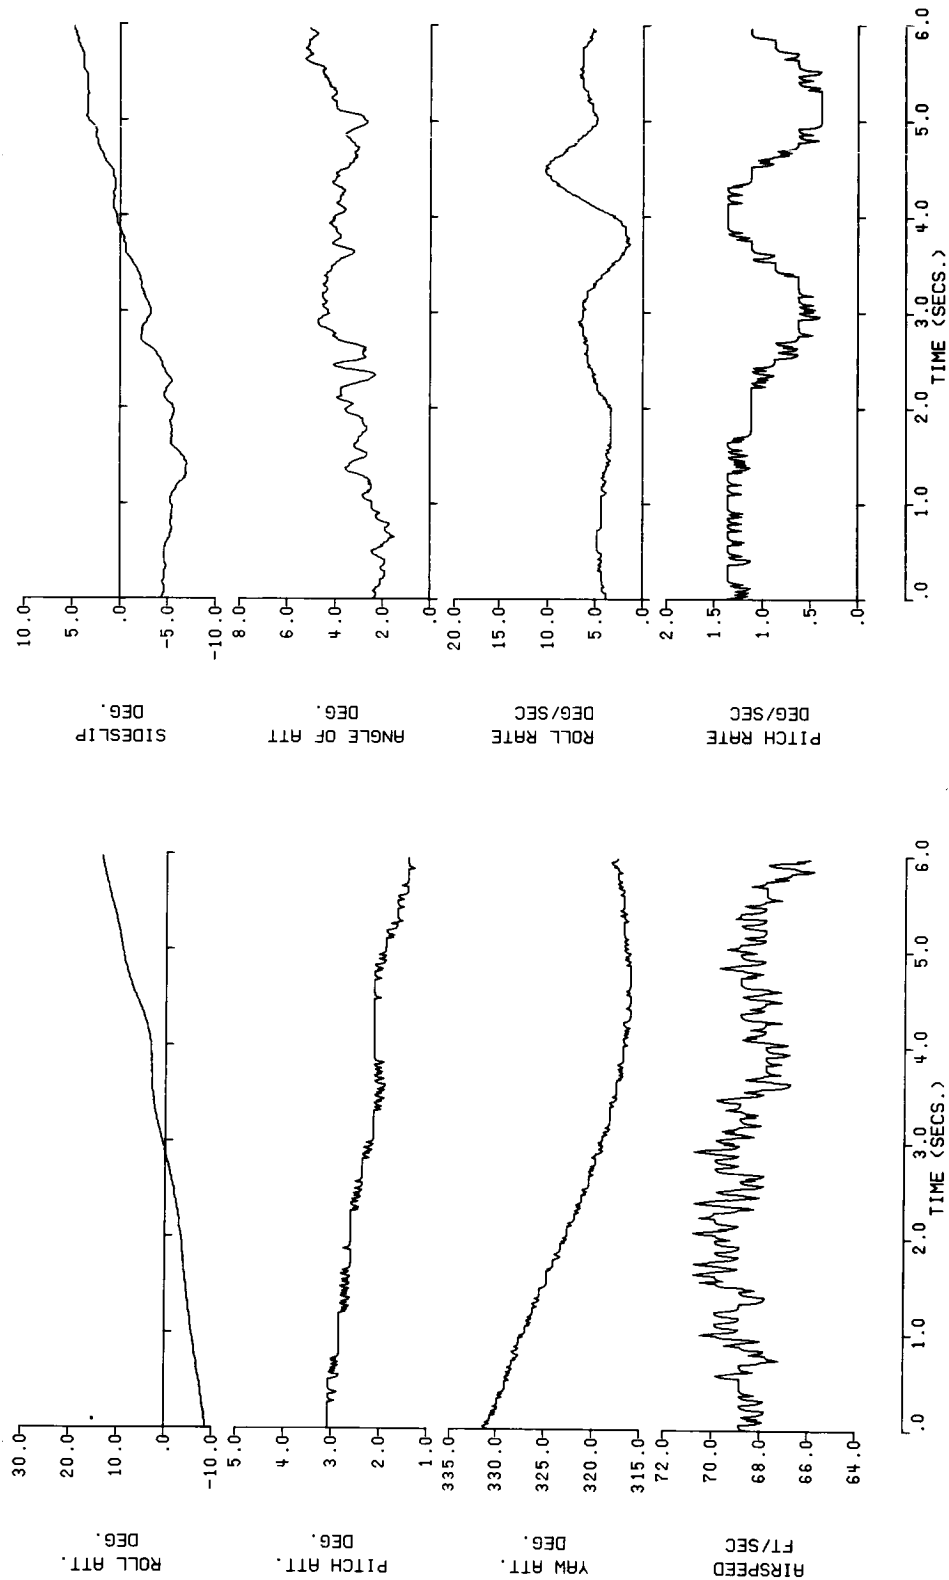 SIDESLIP
DEG.
10.0
5.0
.0
-5.0
-10.0
ANGLE OF ATT
DEG.
8.0
6.0
4.0
2.0
.0
ROLL RATE
DEG/SEC
20.0
15.0
10.0
5.0
.0
PITCH RATE
DEG/SEC
2.0
1.5
1.0
.5
.0
.0 1.0 2.0 3.0 4.0 5.0 6.0
TIME (SECS.)
ROLL ATT.
DEG.
30.0
20.0
10.0
.0
-10.0
PITCH ATT.
DEG.
5.0
4.0
3.0
2.0
1.0
YAW ATT.
DEG.
335.0
330.0
325.0
320.0
315.0
AIRSPEED
FT/SEC
72.0
70.0
68.0
66.0
64.0
.0 1.0 2.0 3.0 4.0 5.0 6.0
TIME (SECS.)